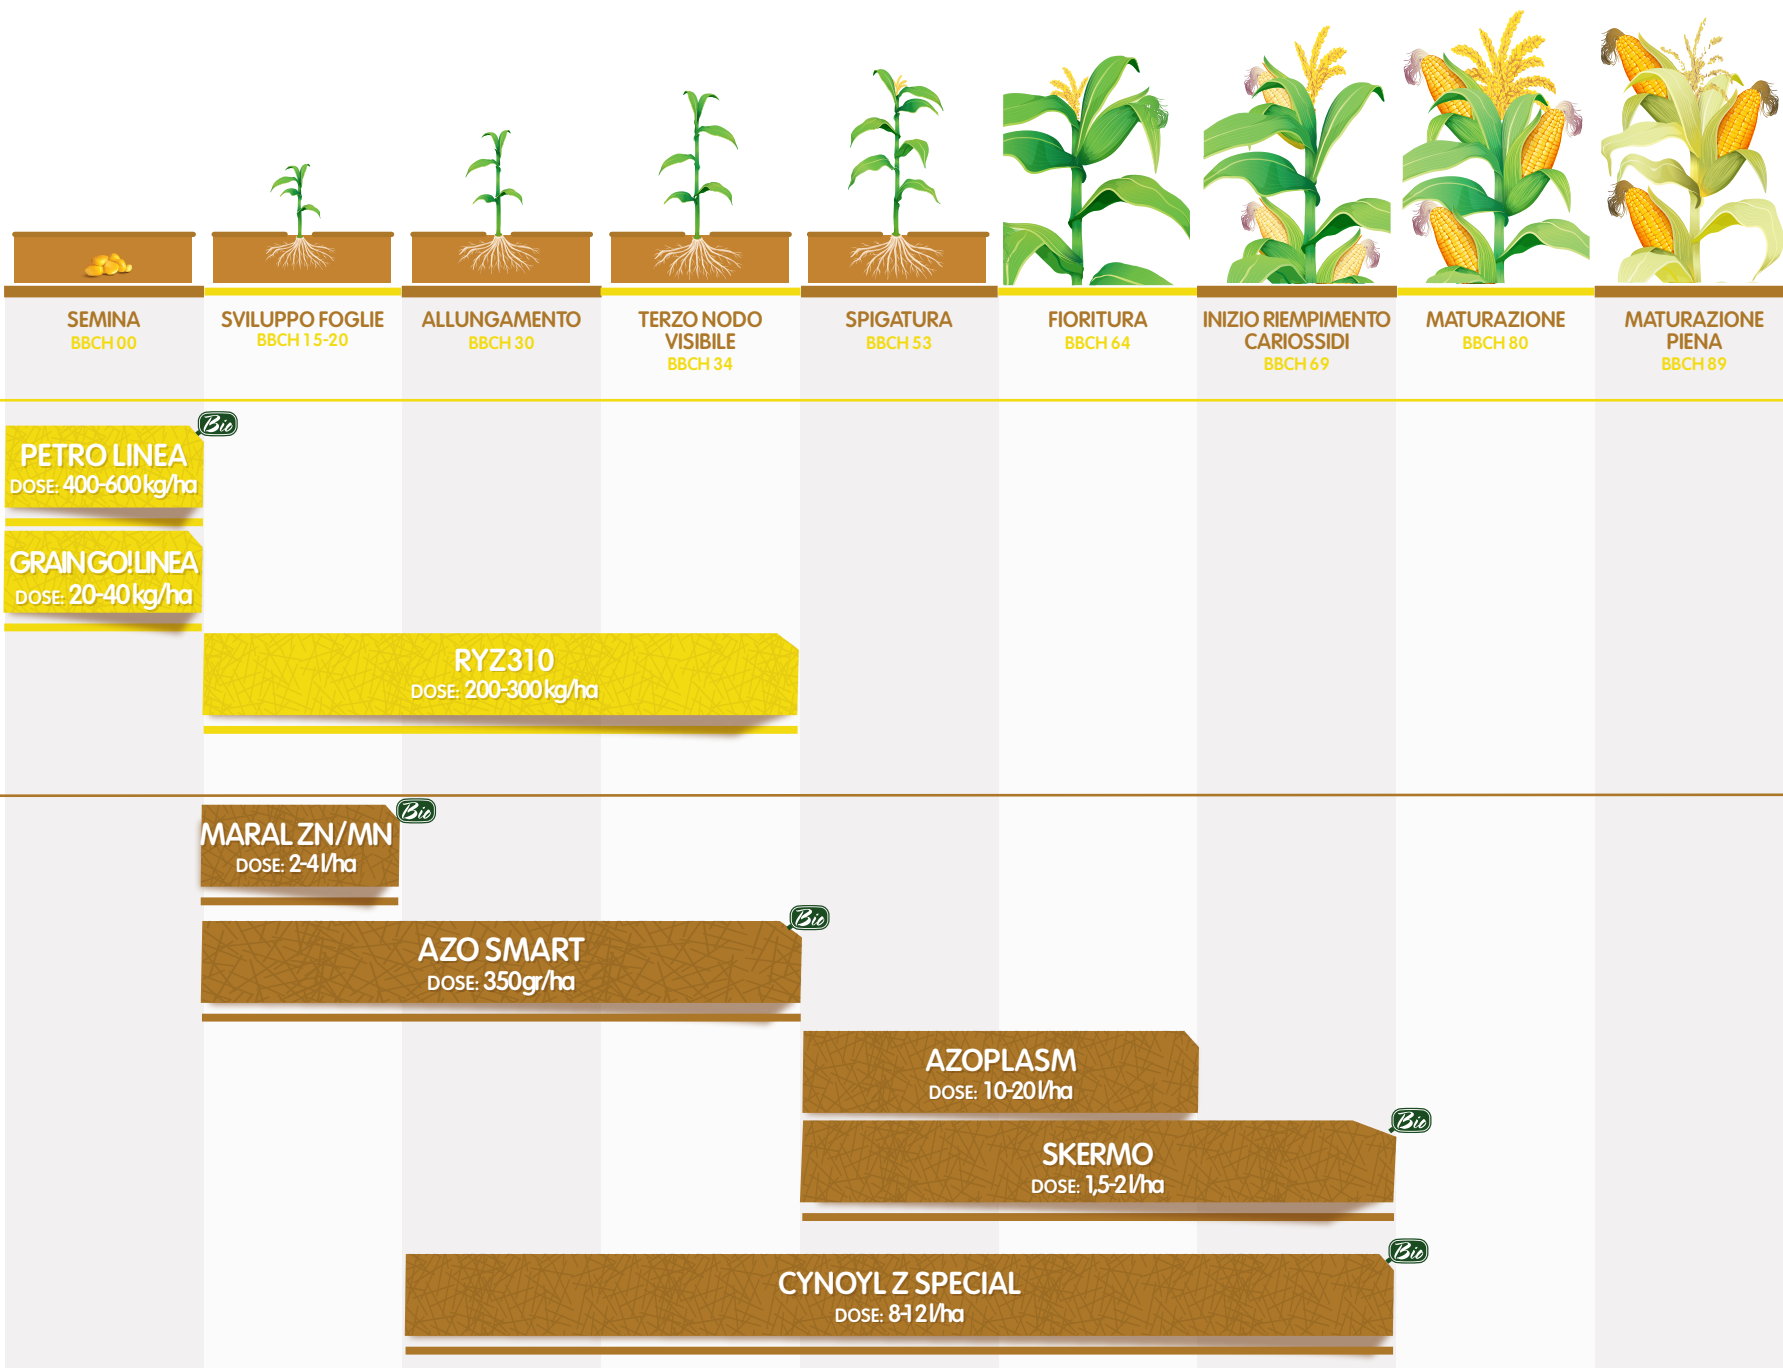 SEMINA
BBCH 00
SVILUPPO FOGLIE
BBCH 15-20
ALLUNGAMENTO
BBCH 30
TERZO NODO
VISIBILE
BBCH 34
SPIGATURA
BBCH 53
FIORITURA
BBCH 64
INIZIO RIEMPIMENTO
CARIOSSIDI
BBCH 69
MATURAZIONE
BBCH 80
MATURAZIONE
PIENA
BBCH 89
Bio
PETRO LINEA
DOSE: 400-600 kg/ha
GRAIN GO! LINEA
DOSE: 20-40 kg/ha
RYZ310
DOSE: 200-300 kg/ha
Bio
MARAL ZN/MN
DOSE: 2-4 l/ha
Bio
AZO SMART
DOSE: 350 gr/ha
AZOPLASM
DOSE: 10-20 l/ha
Bio
SKERMO
DOSE: 1,5-2 l/ha
Bio
CYNOYL Z SPECIAL
DOSE: 8-12 l/ha